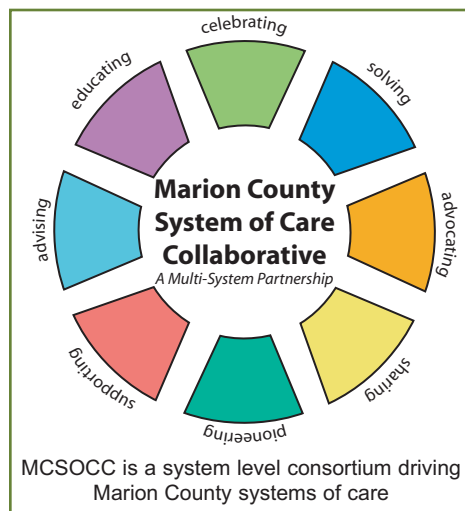 celebrating
solving
advocating
sharing
pioneering
supporting
advising
educating
Marion County
System of Care
Collaborative
A Multi-System Partnership
MCSOCC is a system level consortium driving
Marion County systems of care